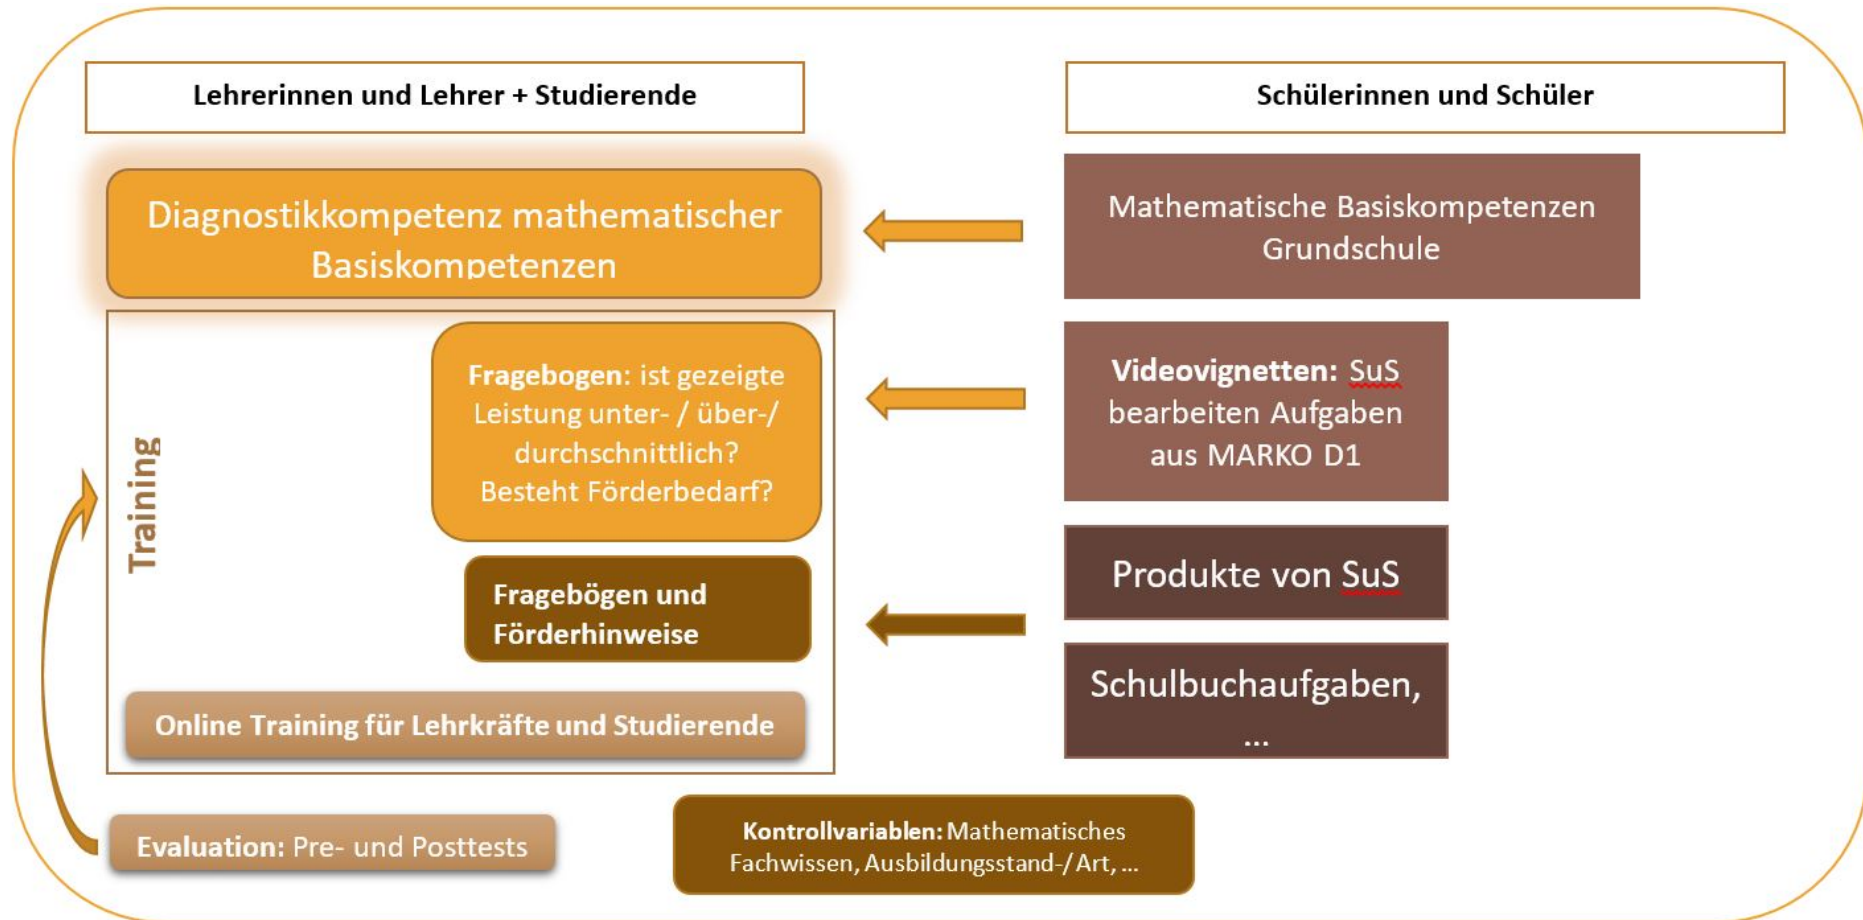 Lehrerinnen und Lehrer + Studierende
Schülerinnen und Schüler
Diagnostikkompetenz mathematischer
Basiskompetenzen
Mathematische Basiskompetenzen
Grundschule
Training
Fragebogen: ist gezeigte
Leistung unter- / über-/
durchschnittlich?
Besteht Förderbedarf?
Videovignetten: SuS
bearbeiten Aufgaben
aus MARKO D1
Fragebögen und
Förderhinweise
Produkte von SuS
Schulbuchaufgaben,
...
Online Training für Lehrkräfte und Studierende
Evaluation: Pre- und Posttests
Kontrollvariablen: Mathematisches
Fachwissen, Ausbildungsstand-/Art, ...